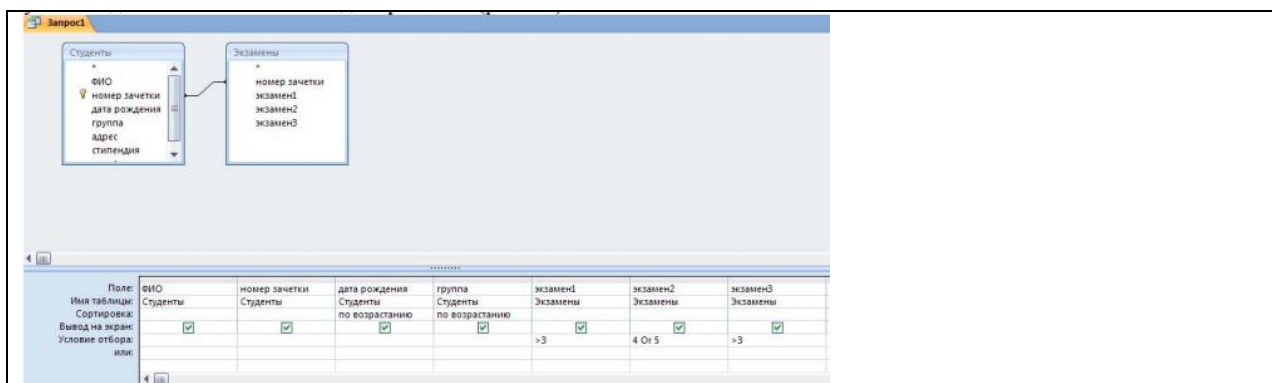 Запрос1
Студенты
*
ФИО
номер зачетки
дата рождения
группа
адрес
стипендия
Экзамены
*
номер зачетки
экзамен1
экзамен2
экзамен3
Поле: ФИО номер зачетки дата рождения группа экзамен1 экзамен2 экзамен3
Имя таблицы: Студенты Студенты Студенты Студенты Экзамены Экзамены Экзамены
Сортировка: по возрастанию по возрастанию
Вывод на экран:
Условие отбора: >3 4 Or 5 >3
или: